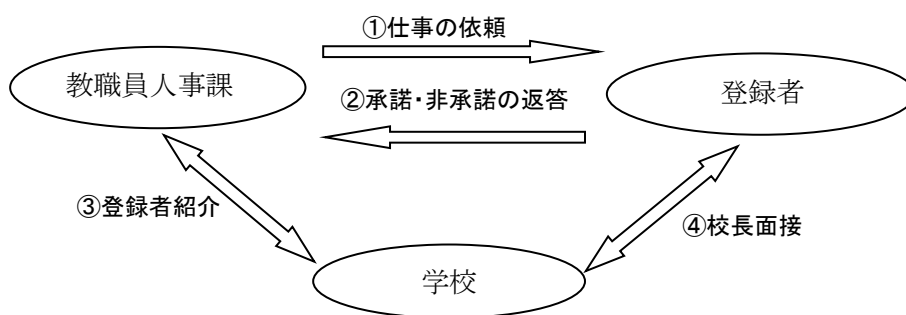 ①仕事の依頼
教職員人事課
登録者
②承諾・非承諾の返答
③登録者紹介
④校長面接
学校